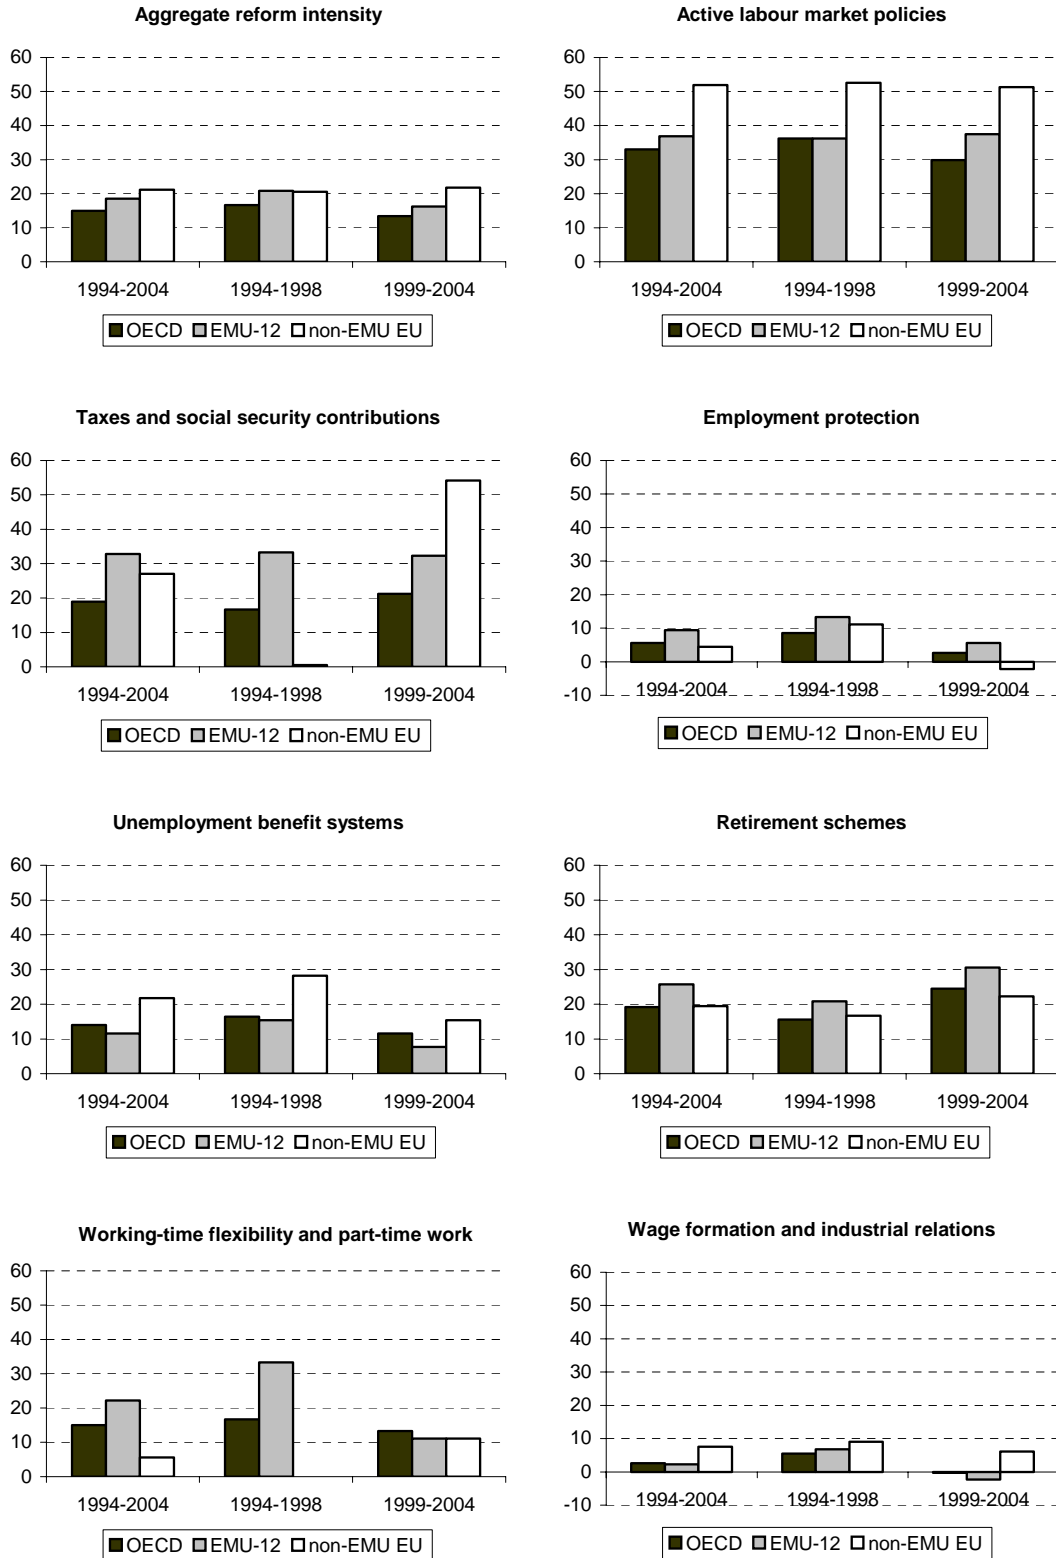 Aggregate reform intensity
60
50
40
30
20
10
0
1994-2004 1994-1998 1999-2004
OECD EMU-12 non-EMU EU
Active labour market policies
60
50
40
30
20
10
0
1994-2004 1994-1998 1999-2004
OECD EMU-12 non-EMU EU
Taxes and social security contributions
60
50
40
30
20
10
0
1994-2004 1994-1998 1999-2004
OECD EMU-12 non-EMU EU
Employment protection
60
50
40
30
20
10
0
-10
1994-2004 1994-1998 1999-2004
OECD EMU-12 non-EMU EU
Unemployment benefit systems
60
50
40
30
20
10
0
1994-2004 1994-1998 1999-2004
OECD EMU-12 non-EMU EU
Retirement schemes
60
50
40
30
20
10
0
1994-2004 1994-1998 1999-2004
OECD EMU-12 non-EMU EU
Working-time flexibility and part-time work
60
50
40
30
20
10
0
1994-2004 1994-1998 1999-2004
OECD EMU-12 non-EMU EU
Wage formation and industrial relations
60
50
40
30
20
10
0
-10
1994-2004 1994-1998 1999-2004
OECD EMU-12 non-EMU EU